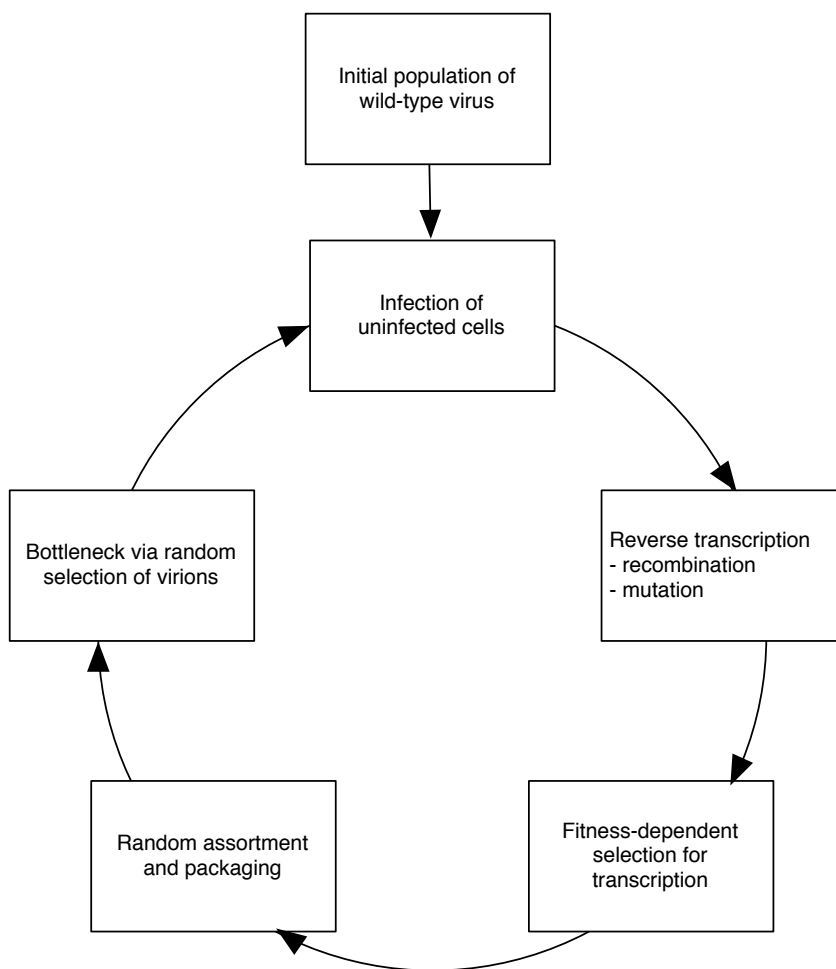 Initial population of
wild-type virus
Infection of
uninfected cells
Bottleneck via random
selection of virions
Reverse transcription
- recombination
- mutation
Random assortment
and packaging
Fitness-dependent
selection for
transcription